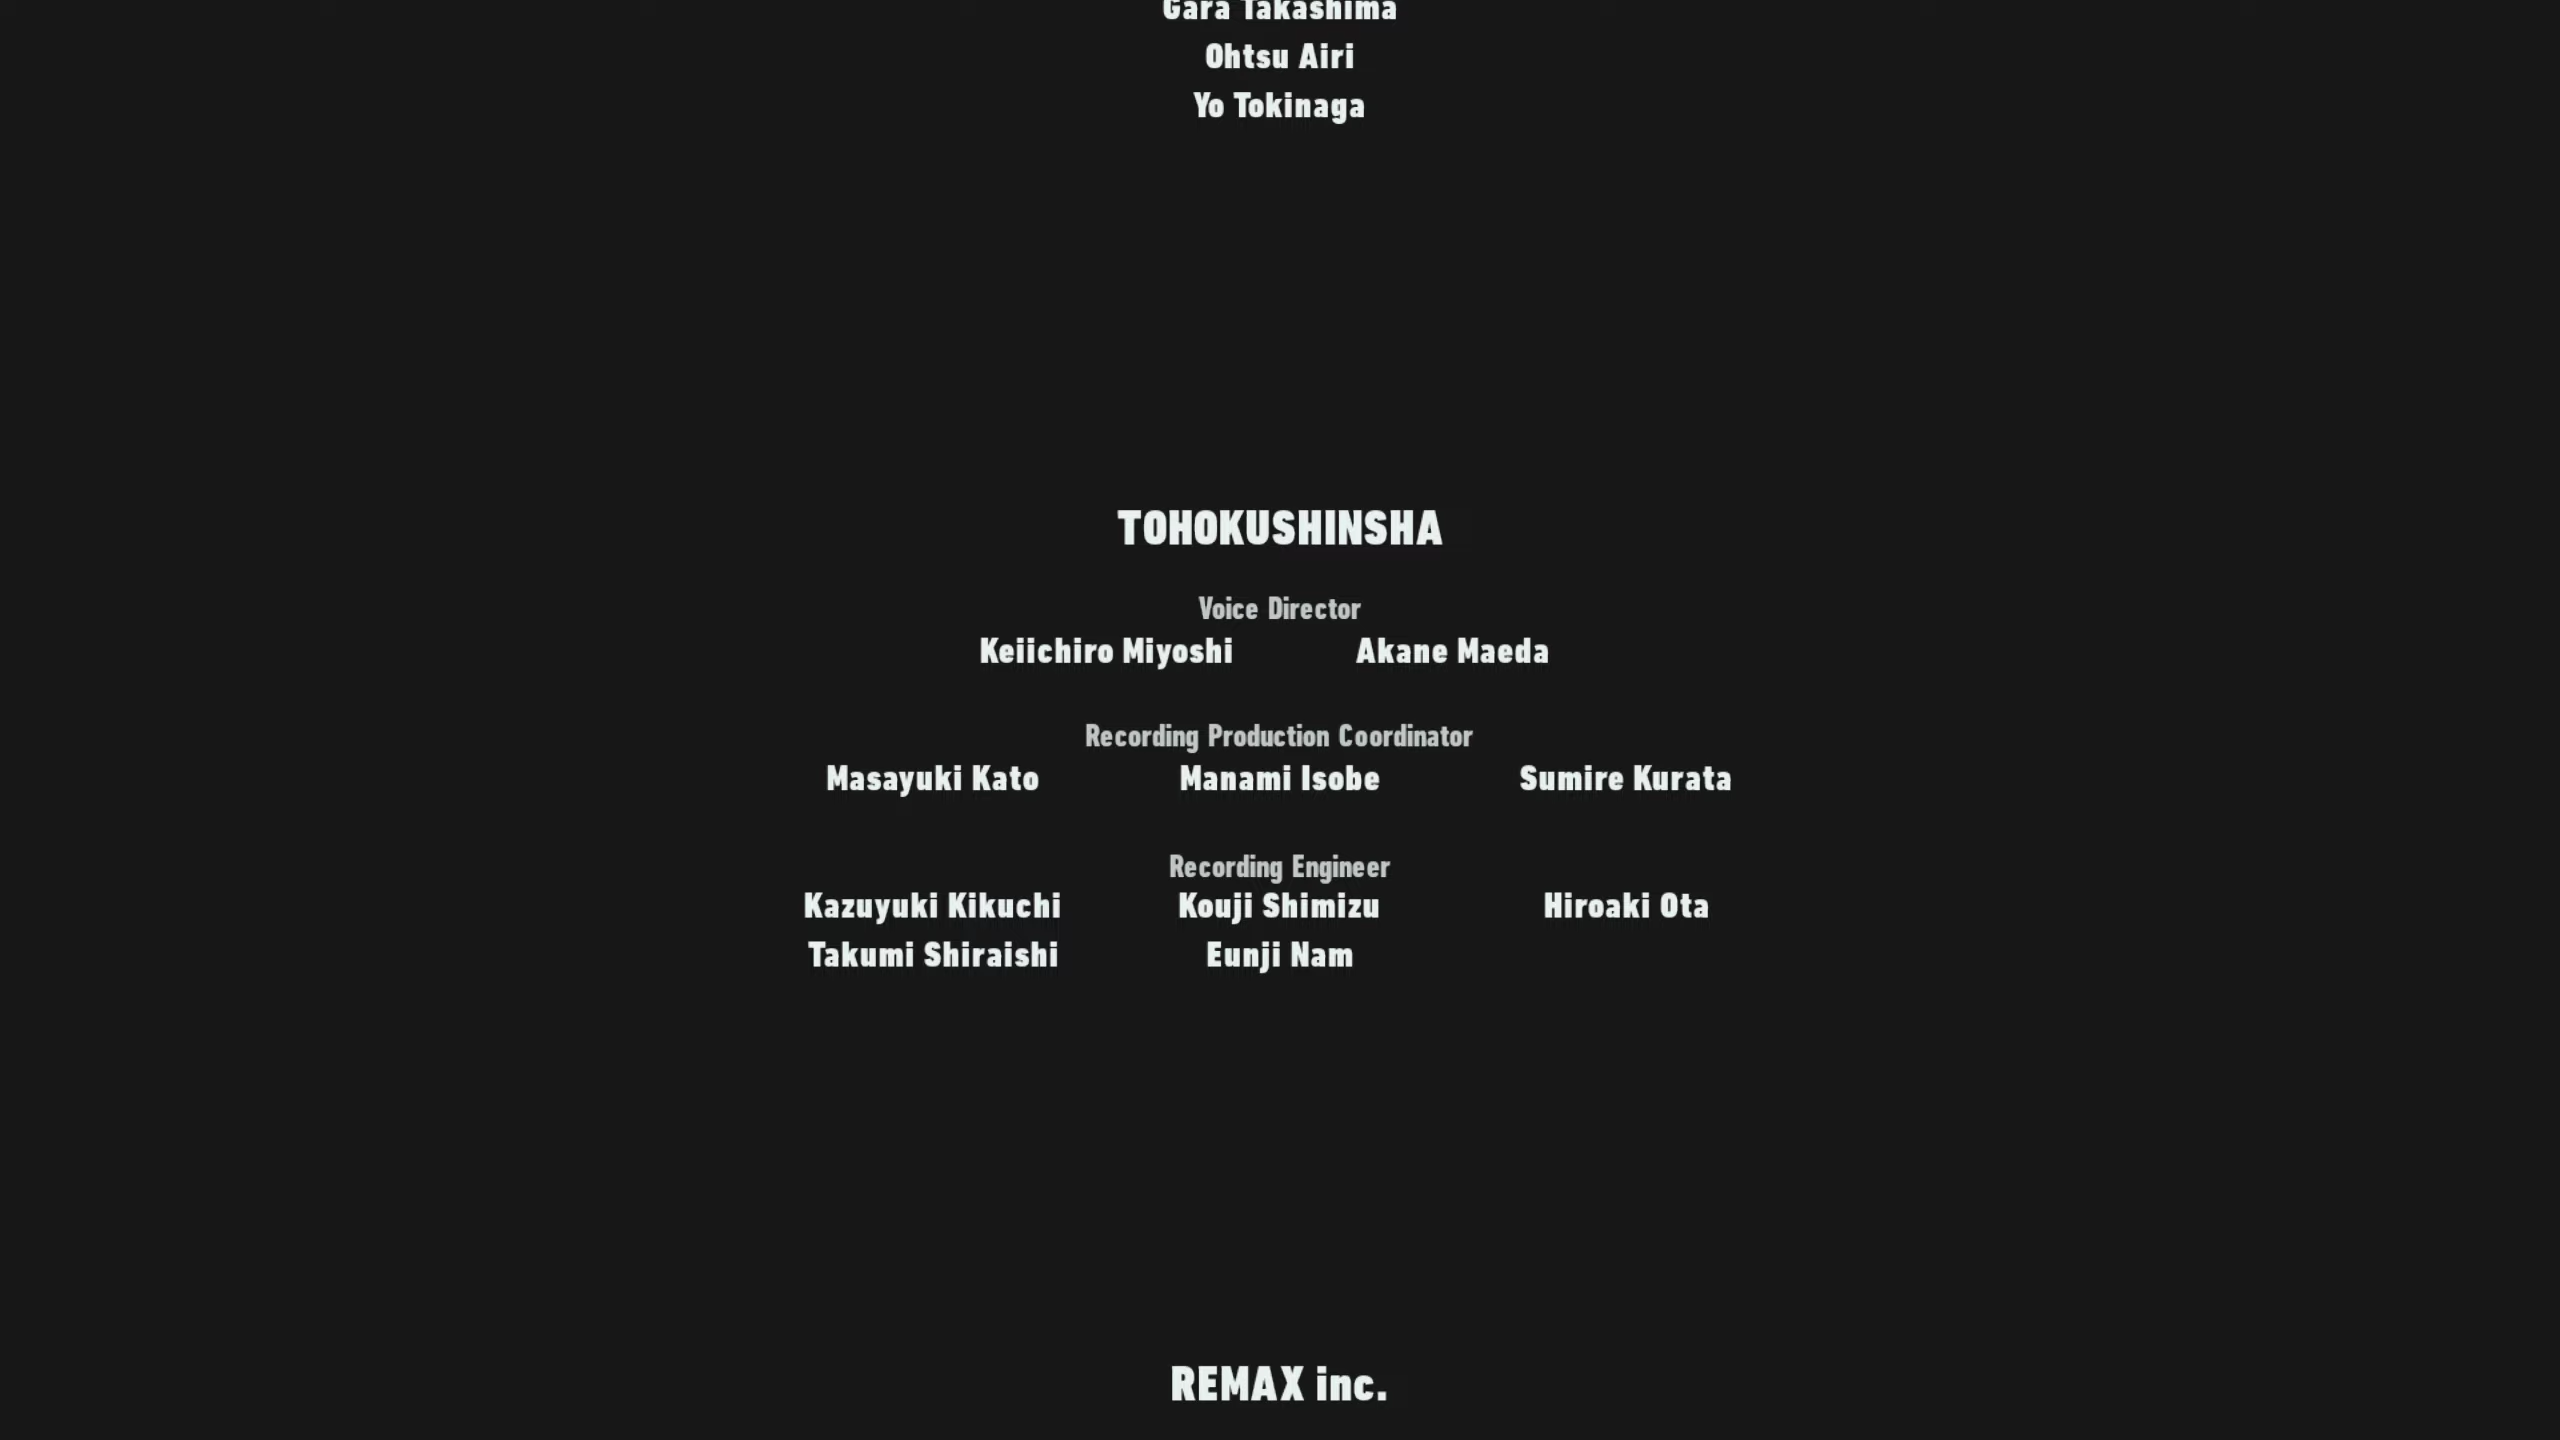 Gara Takashima
Ohtsu Airi
Yo Tokinaga
TOHOKUSHINSHA
Voice Director
Keiichiro Miyoshi Akane Maeda
Recording Production Coordinator
Masayuki Kato Manami Isobe Sumire Kurata
Recording Engineer
Kazuyuki Kikuchi Kouji Shimizu Hiroaki Ota
Takumi Shiraishi Eunji Nam
REMAX inc.